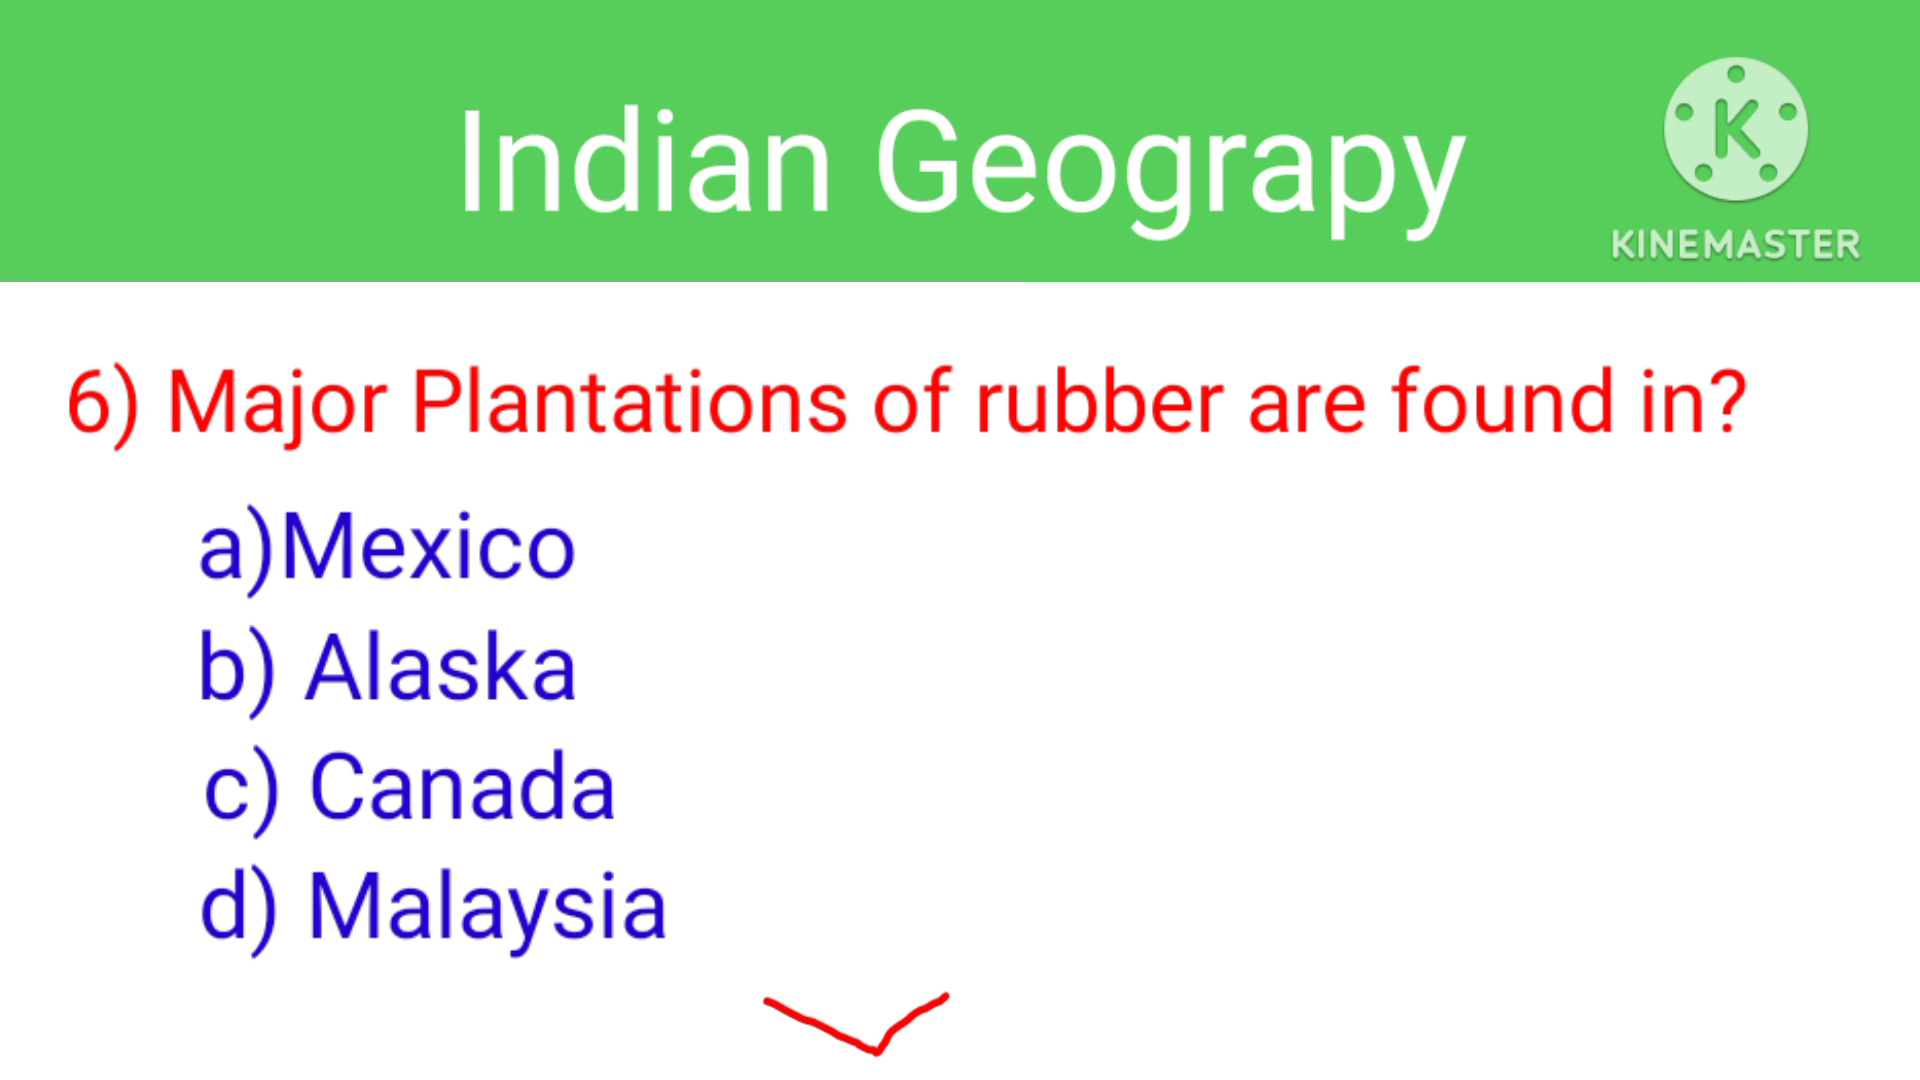 Indian Geograpy
K
KINEMASTER
6) Major Plantations of rubber are found in?
a)Mexico
b) Alaska
c) Canada
d) Malaysia